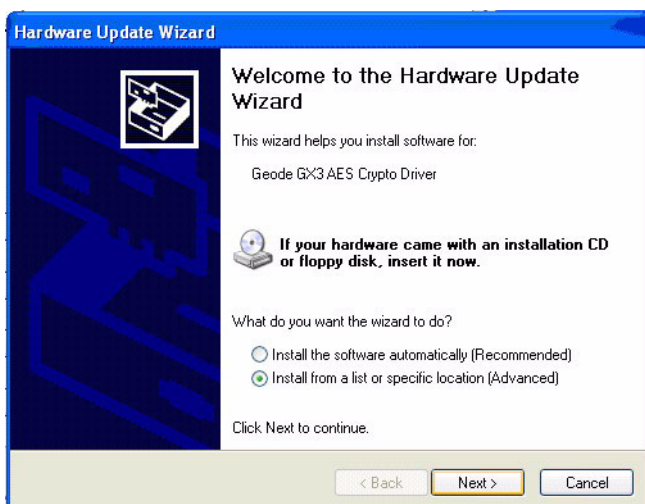 Hardware Update Wizard
Welcome to the Hardware Update
Wizard
This wizard helps you install software for:
Geode GX3 AES Crypto Driver
If your hardware came with an installation CD
or floppy disk, insert it now.
What do you want the wizard to do?
Install the software automatically (Recommended)
Install from a list or specific location (Advanced)
Click Next to continue.
< Back
Next >
Cancel